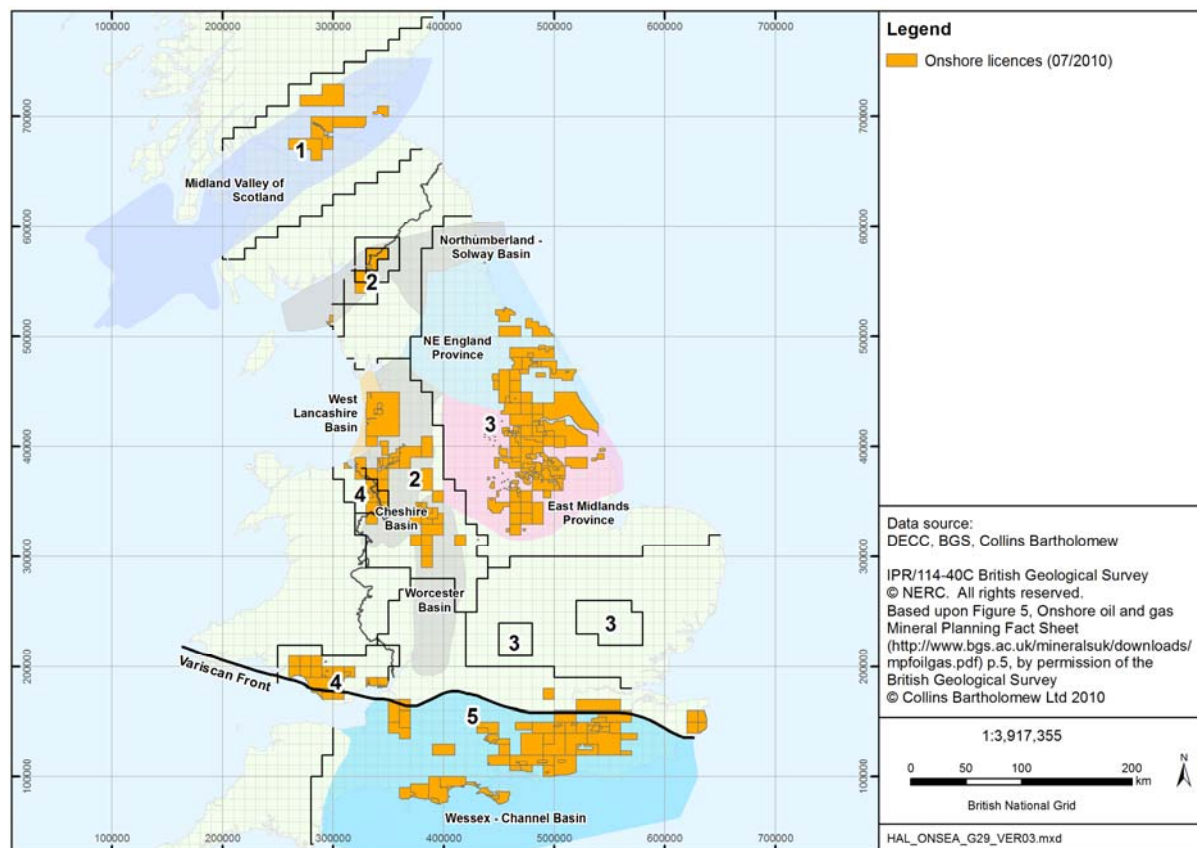 100000
200000
300000
400000
500000
600000
700000
700000
600000
500000
400000
300000
200000
100000
700000
600000
500000
400000
300000
200000
100000
1
Midland Valley of
Scotland
Northumberland -
Solway Basin
2
NE England
Province
West
Lancashire
Basin
3
2
4
Cheshire
Basin
East Midlands
Province
Worcester
Basin
3
3
Variscan Front
4
5
Wessex - Channel Basin
100000
200000
300000
400000
500000
600000
700000
Legend
Onshore licences (07/2010)
Data source:
DECC, BGS, Collins Bartholomew
IPR/114-40C British Geological Survey
© NERC. All rights reserved.
Based upon Figure 5, Onshore oil and gas
Mineral Planning Fact Sheet
(http://www.bgs.ac.uk/mineralsuk/downloads/
mpfoilgas.pdf) p.5, by permission of the
British Geological Survey
© Collins Bartholomew Ltd 2010
1:3,917,355
N
0 50 100 200
km
British National Grid
HAL_ONSEA_G29_VER03.mxd